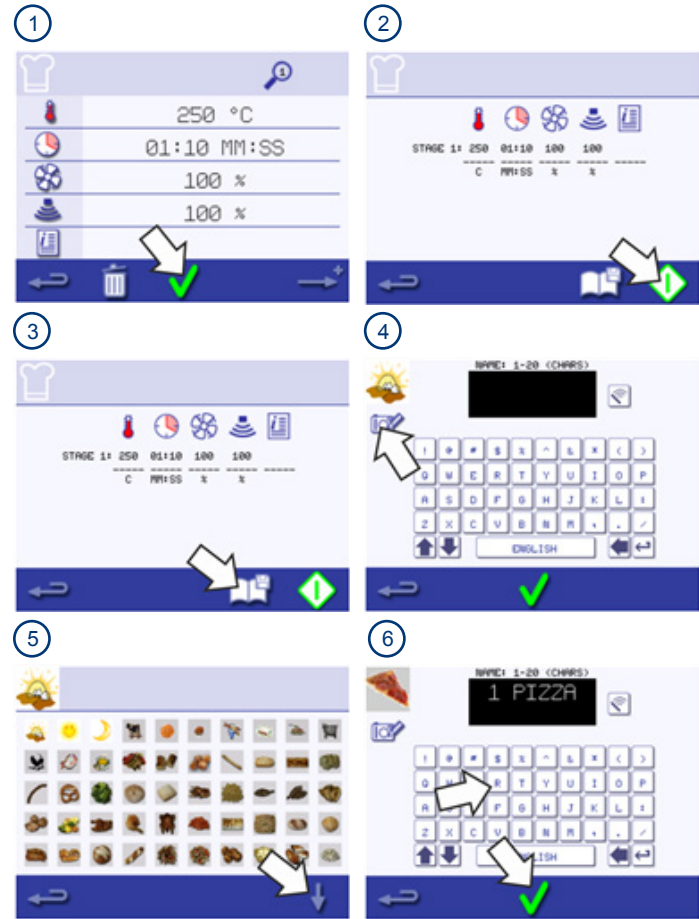 1
1
250 °C
01:10 MM:SS
100 %
100 %
i
2
i
STAGE 1: 250 01:10 100 100
----- ----- ----- ----- -----
C MM:SS % %
3
i
STAGE 1: 250 01:10 100 100
----- ----- ----- ----- -----
C MM:SS % %
4
NAME: 1-20 (CHARS)
! @ # $ % ^ & * ( )
Q W E R T Y U I O P
A S D F G H J K L :
Z X C V B N M , . /
ENGLISH
5
6
NAME: 1-20 (CHARS)
1 PIZZA
! @ # $ % ^ & * ( )
Q R T Y U I O P
A F G H J K L :
Z X C V B N M , . /